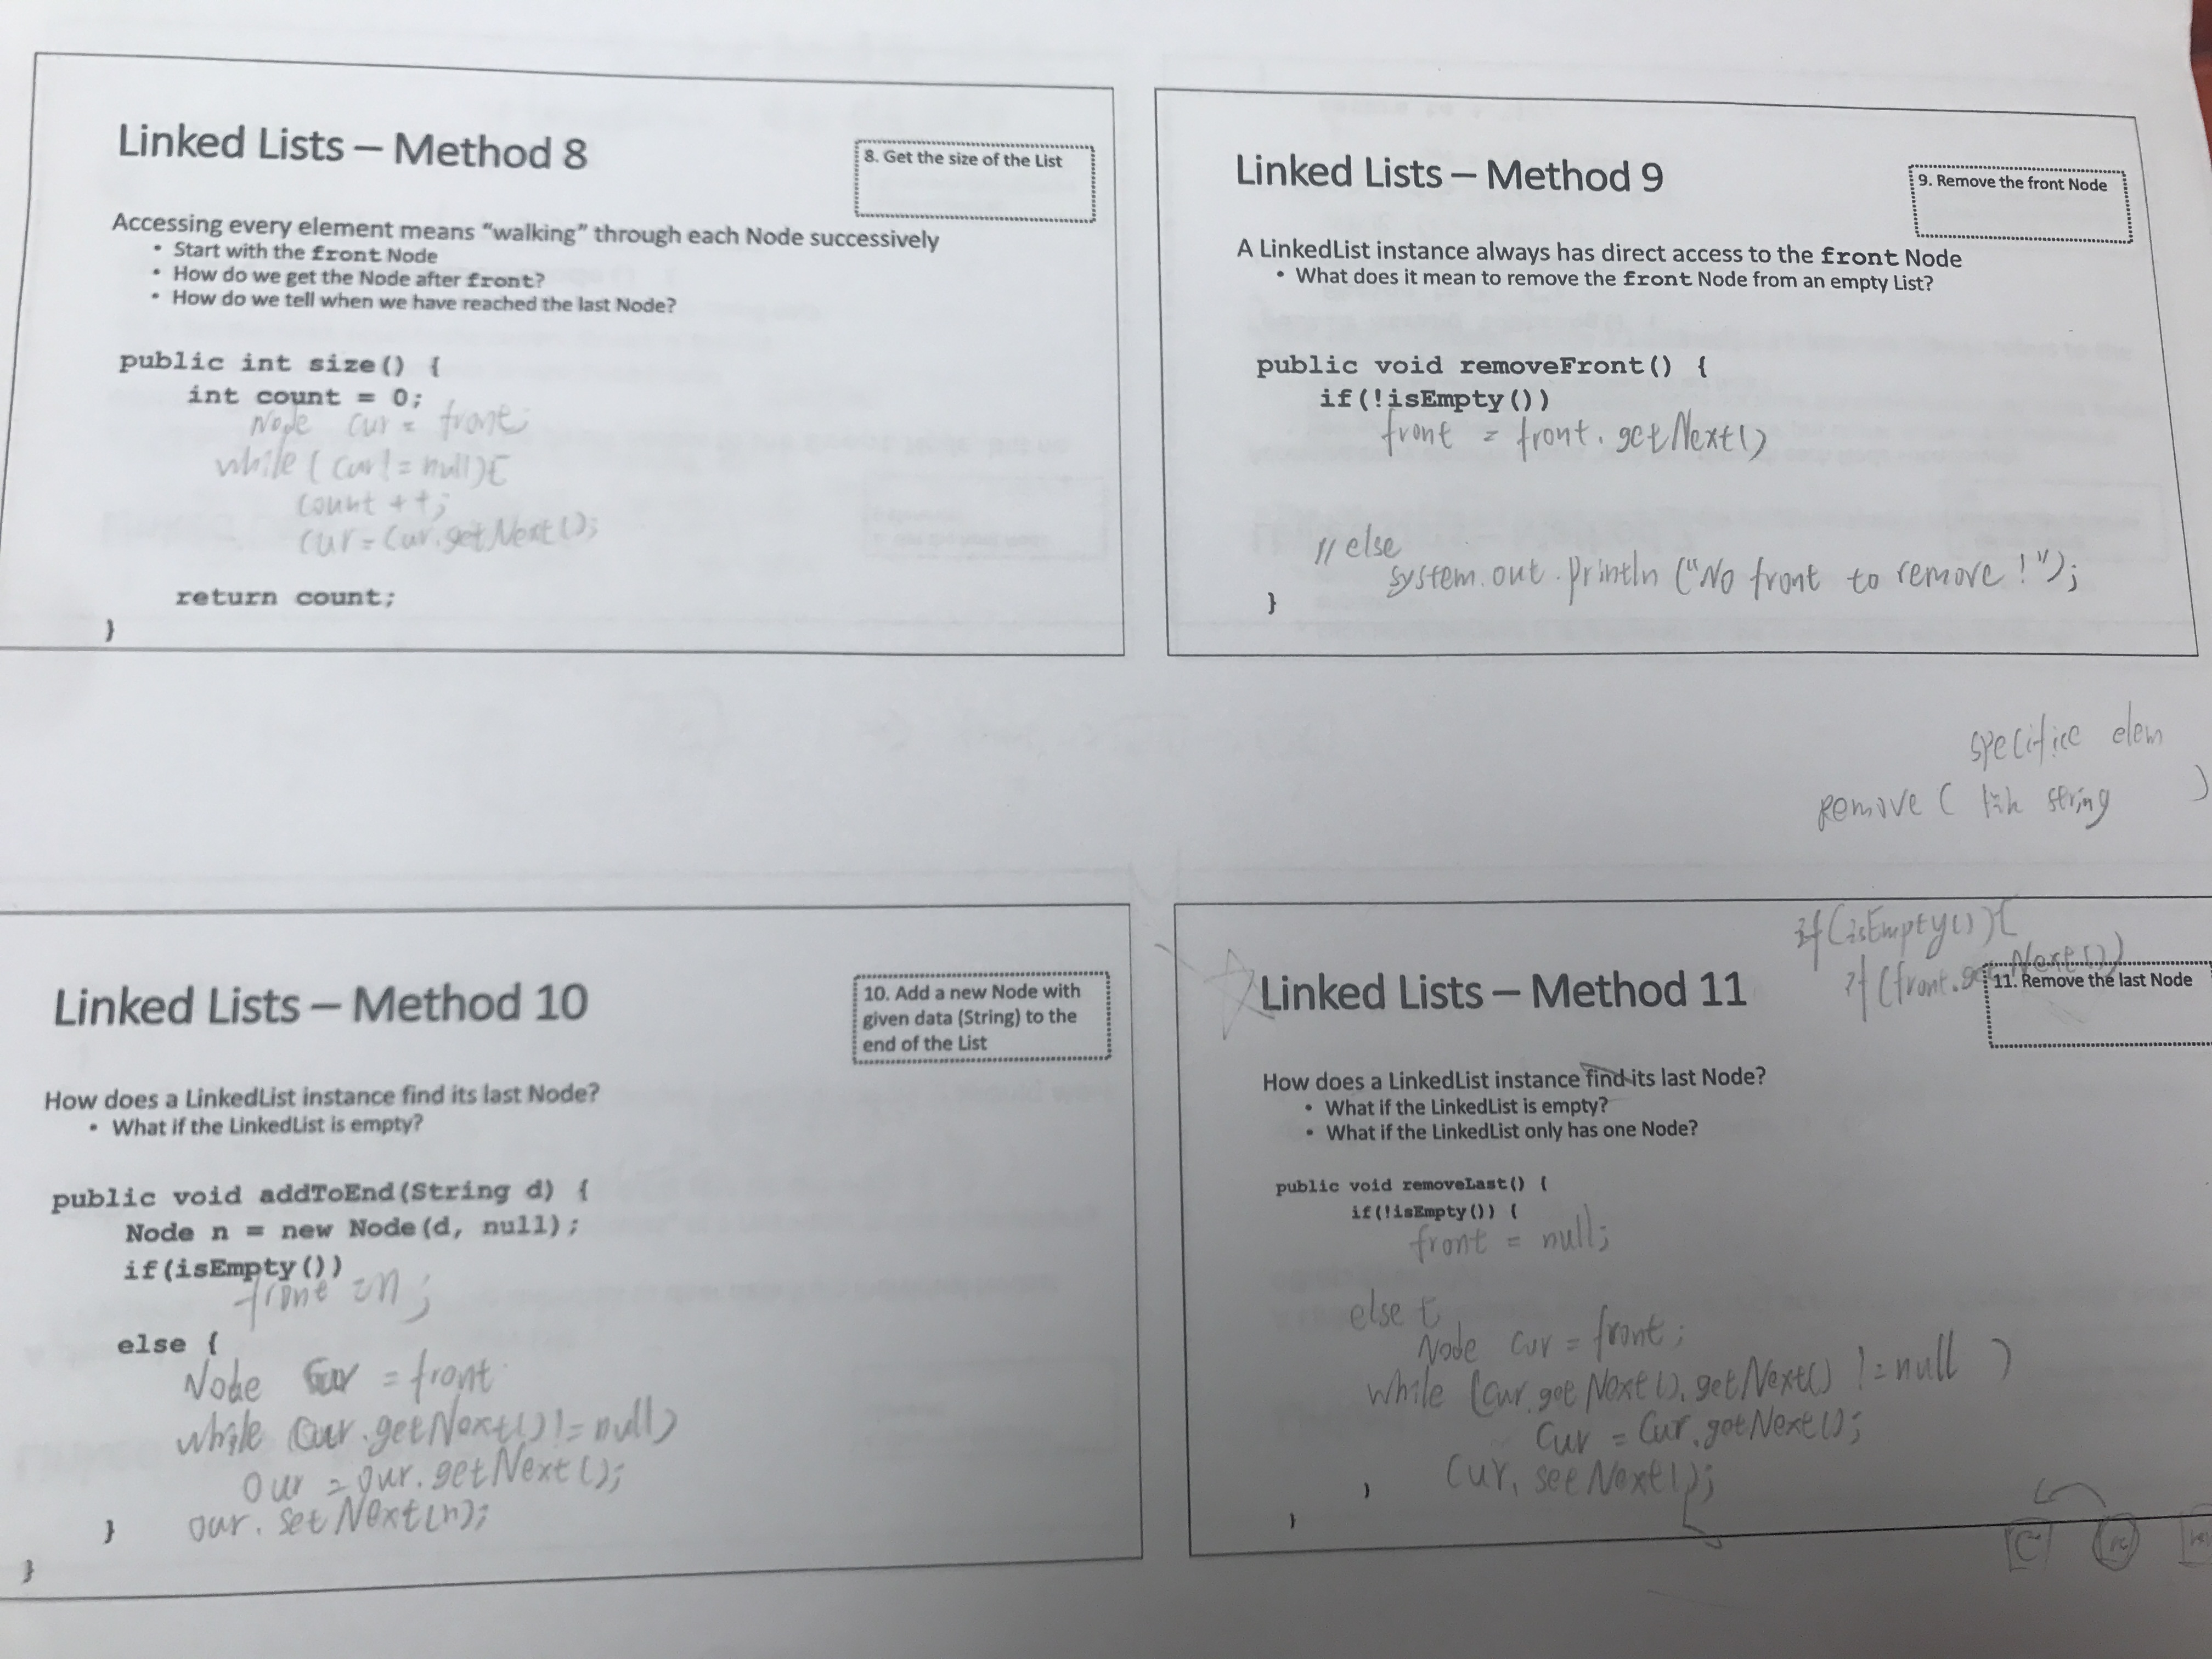 Linked Lists – Method 8
8. Get the size of the List
Accessing every element means "walking" through each Node successively
• Start with the front Node
• How do we get the Node after front?
• How do we tell when we have reached the last Node?
public int size() {
int count = 0;
Node cur = front;
while (cur != null) {
count ++;
cur = cur.getNext();
return count;
}
Linked Lists – Method 9
9. Remove the front Node
A LinkedList instance always has direct access to the front Node
• What does it mean to remove the front Node from an empty List?
public void removeFront() {
if(!isEmpty())
front = front.getNext()
// else
system.out.println ("No front to remove!");
}
specifice elem
remove ( string )
Linked Lists – Method 10
10. Add a new Node with
given data (String) to the
end of the List
How does a LinkedList instance find its last Node?
• What if the LinkedList is empty?
public void addToEnd(String d) {
Node n = new Node(d, null);
if(isEmpty())
front = n;
else {
Node cur = front
while (cur.getNext() != null)
cur = cur.getNext();
cur.setNext(n);
}
}
if (isEmpty()) {
if (front.getNext())
Linked Lists – Method 11
11. Remove the last Node
How does a LinkedList instance find its last Node?
• What if the LinkedList is empty?
• What if the LinkedList only has one Node?
public void removeLast() {
if(!isEmpty()) {
front = null;
else {
Node cur = front;
while (cur.getNext().getNext() != null )
cur = cur.getNext();
cur.setNext();
}
}